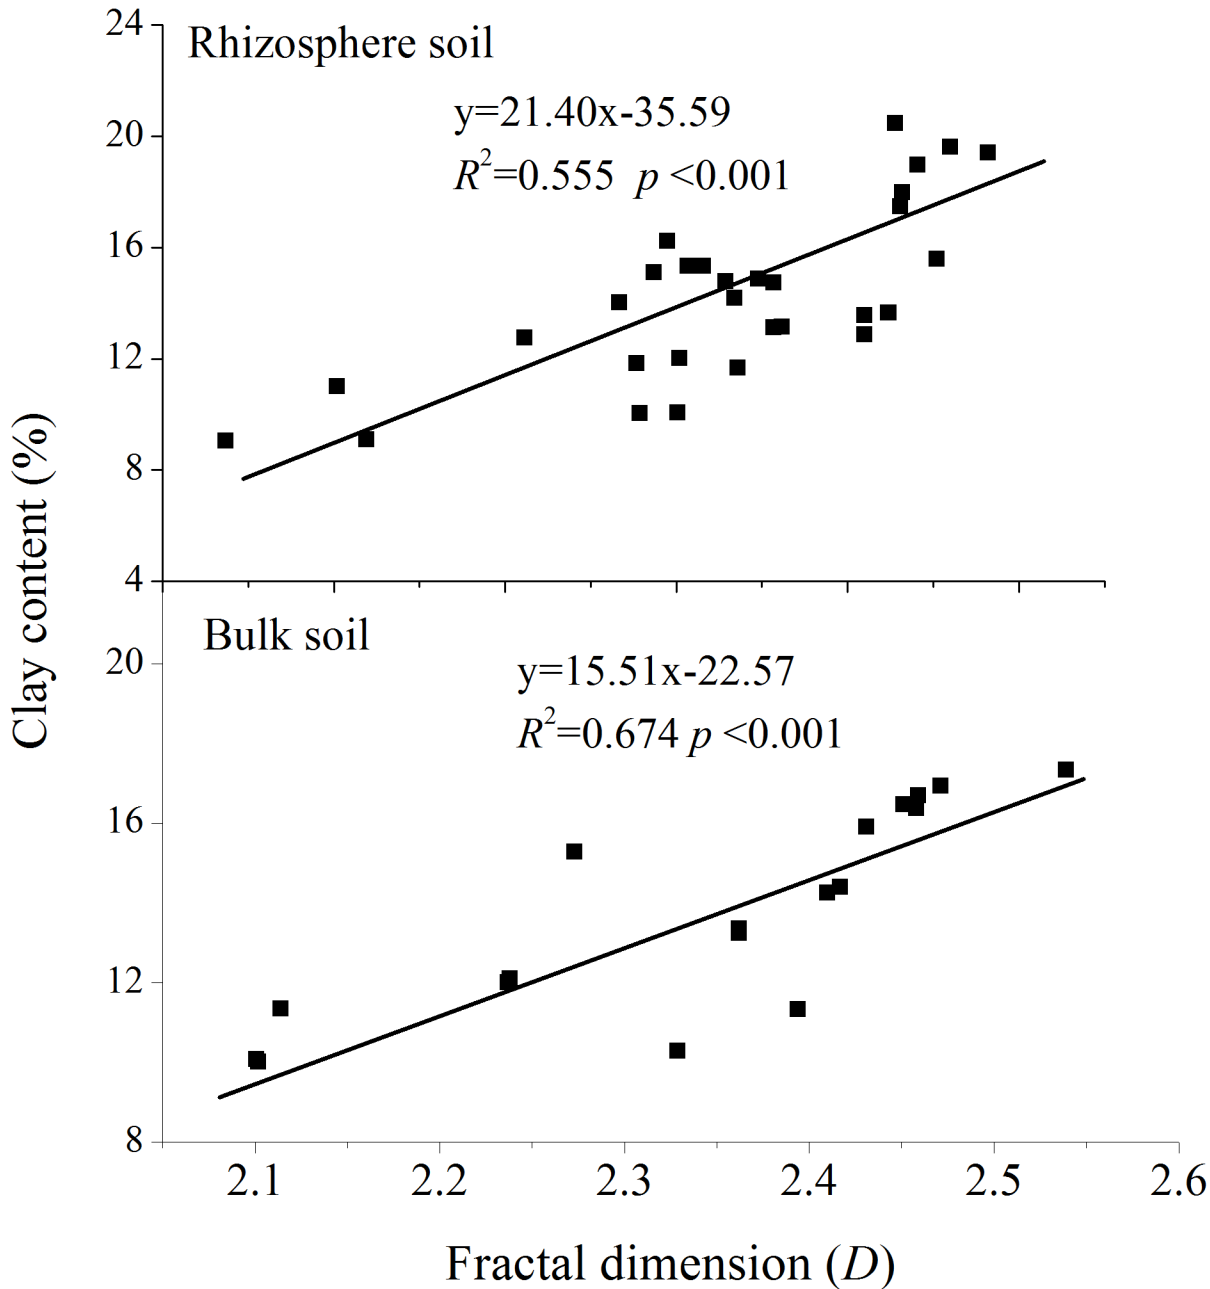 24
Rhizosphere soil
y=21.40x-35.59
20
R²=0.555 p <0.001
16
12
8
4
Clay content (%)
Bulk soil
20
y=15.51x-22.57
R²=0.674 p <0.001
16
12
8
2.1 2.2 2.3 2.4 2.5 2.6
Fractal dimension (D)